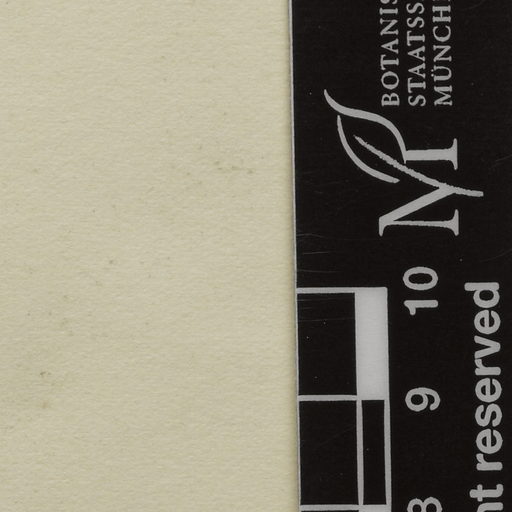 BOTANIS
STAATSS
MÜNCH
M
10
9
8
nt reserved